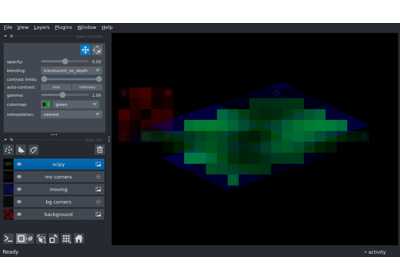 File View Layers Plugins Window Help
opacity: 0.50
blending: translucent_no_depth
contrast limits:
auto-contrast: once continuous
gamma: 1.00
colormap: green
interpolation: nearest
scipy
mv corners
moving
bg corners
background
Ready
activity